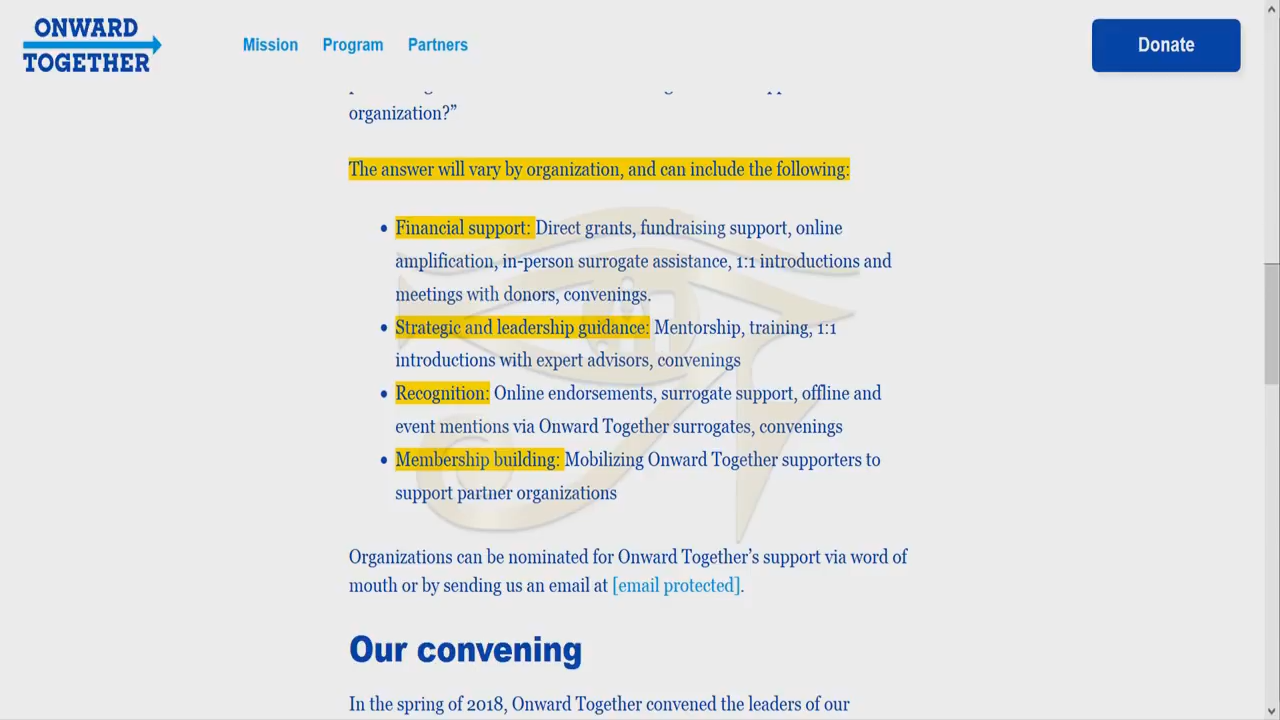 ONWARD
TOGETHER
Mission Program Partners
Donate
organization?”
The answer will vary by organization, and can include the following:
• Financial support: Direct grants, fundraising support, online
amplification, in-person surrogate assistance, 1:1 introductions and
meetings with donors, convenings.
• Strategic and leadership guidance: Mentorship, training, 1:1
introductions with expert advisors, convenings
• Recognition: Online endorsements, surrogate support, offline and
event mentions via Onward Together surrogates, convenings
• Membership building: Mobilizing Onward Together supporters to
support partner organizations
Organizations can be nominated for Onward Together’s support via word of
mouth or by sending us an email at [email protected].
Our convening
In the spring of 2018, Onward Together convened the leaders of our